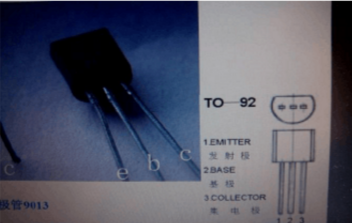 c
e
b
c
极管9013
TO—92
1.EMITTER
发射极
2.BASE
基极
3.COLLECTOR
集电极
1 2 3